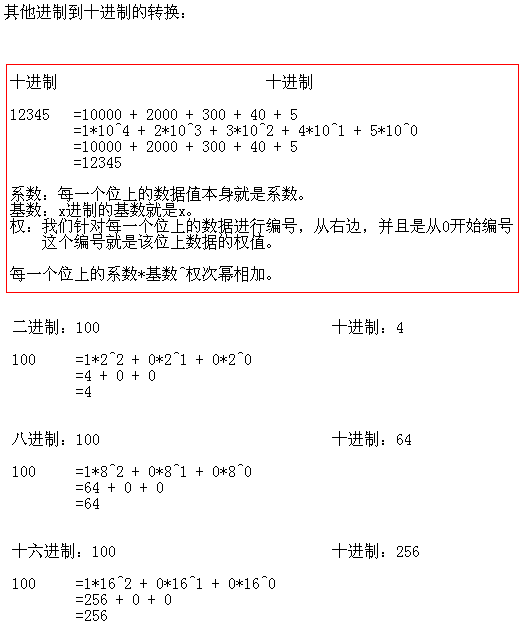 其他进制到十进制的转换：
十进制 十进制
12345 =10000 + 2000 + 300 + 40 + 5
=1*10^4 + 2*10^3 + 3*10^2 + 4*10^1 + 5*10^0
=10000 + 2000 + 300 + 40 + 5
=12345
系数：每一个位上的数据值本身就是系数。
基数：x进制的基数就是x。
权：我们针对每一个位上的数据进行编号，从右边，并且是从0开始编号
这个编号就是该位上数据的权值。
每一个位上的系数*基数^权次幂相加。
二进制：100 十进制：4
100 =1*2^2 + 0*2^1 + 0*2^0
=4 + 0 + 0
=4
八进制：100 十进制：64
100 =1*8^2 + 0*8^1 + 0*8^0
=64 + 0 + 0
=64
十六进制：100 十进制：256
100 =1*16^2 + 0*16^1 + 0*16^0
=256 + 0 + 0
=256